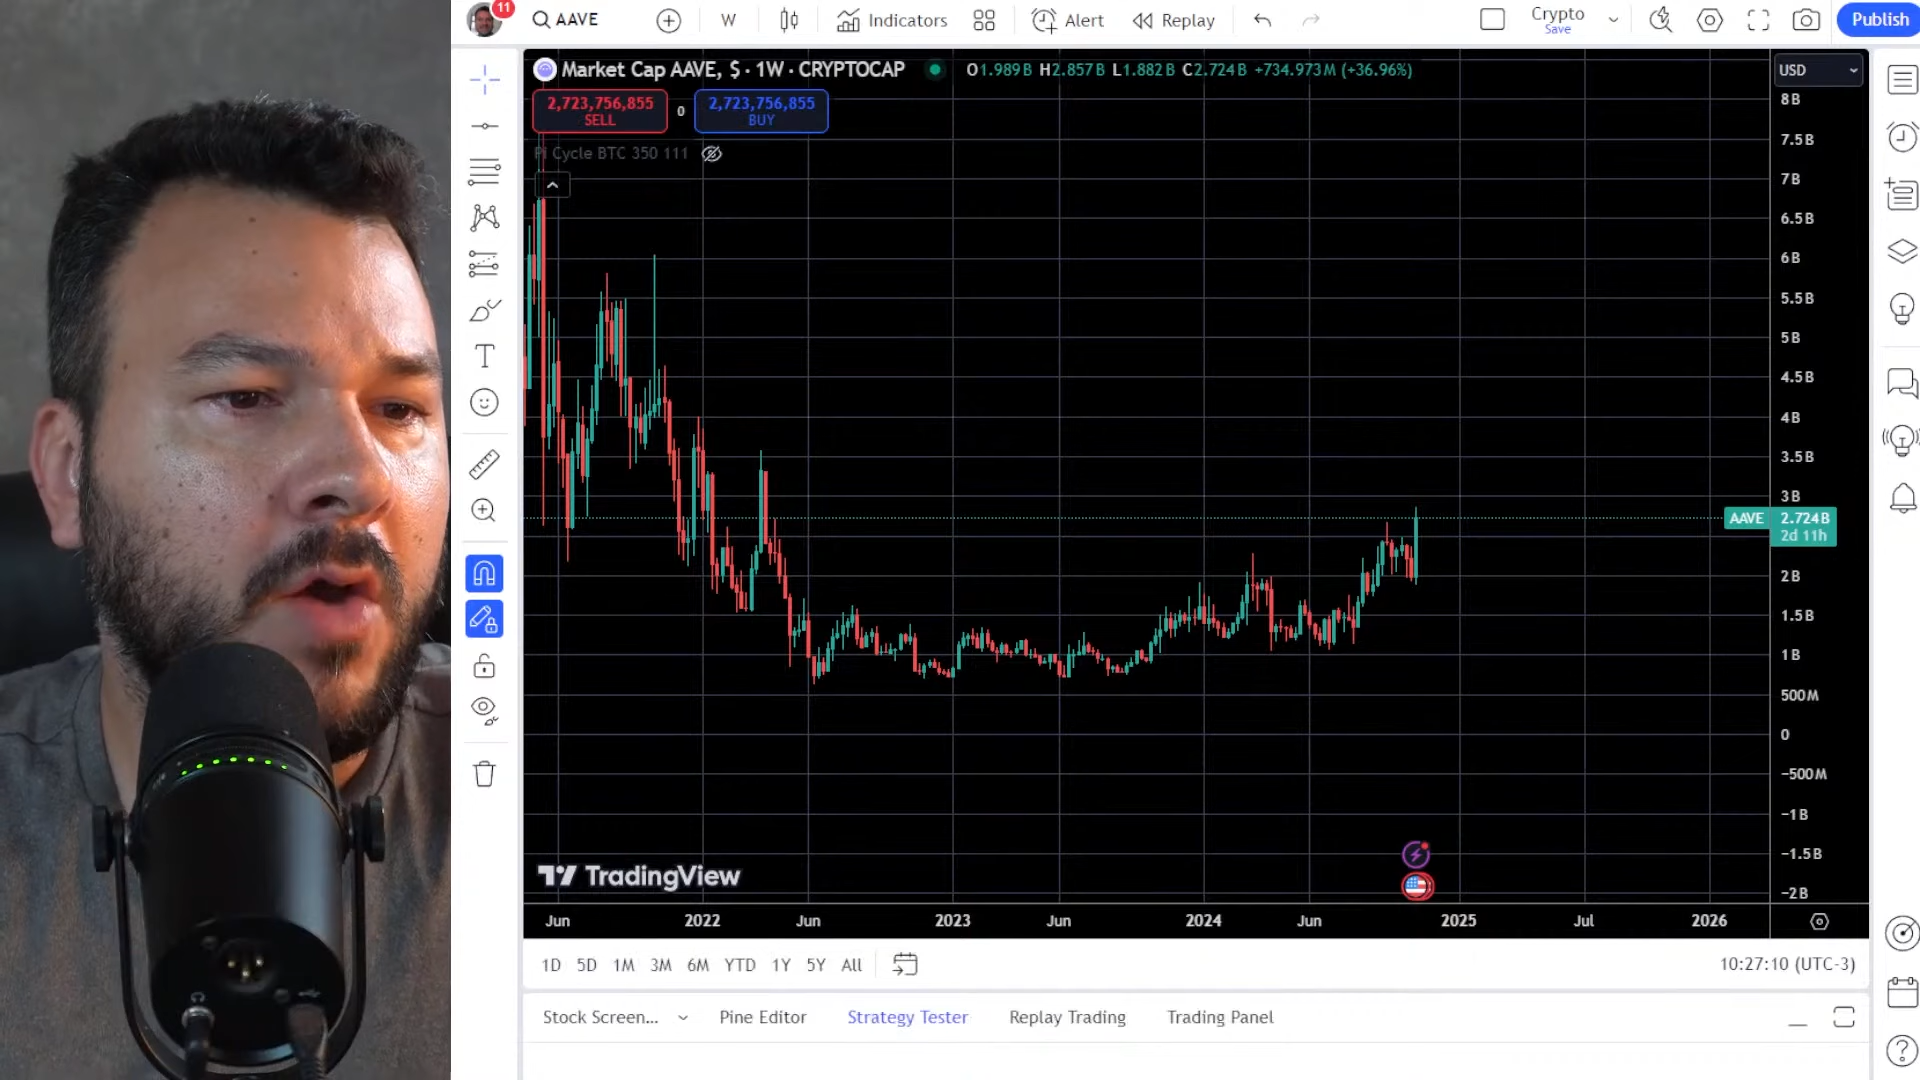 11
AAVE
W
Indicators
Alert
Replay
Crypto
Save
Publish
Market Cap AAVE, $ · 1W · CRYPTOCAP
O1.989B H2.857B L1.882B C2.724B +734.973M (+36.96%)
USD
2,723,756,855
SELL
0
2,723,756,855
BUY
Pi Cycle BTC 350 111
8B
7.5B
7B
6.5B
6B
5.5B
5B
4.5B
4B
3.5B
3B
AAVE
2.724B
2d 11h
2B
1.5B
1B
500M
0
−500M
−1B
−1.5B
−2B
TradingView
Jun
2022
Jun
2023
Jun
2024
Jun
2025
Jul
2026
1D 5D 1M 3M 6M YTD 1Y 5Y All
10:27:10 (UTC-3)
Stock Screen...
Pine Editor
Strategy Tester
Replay Trading
Trading Panel